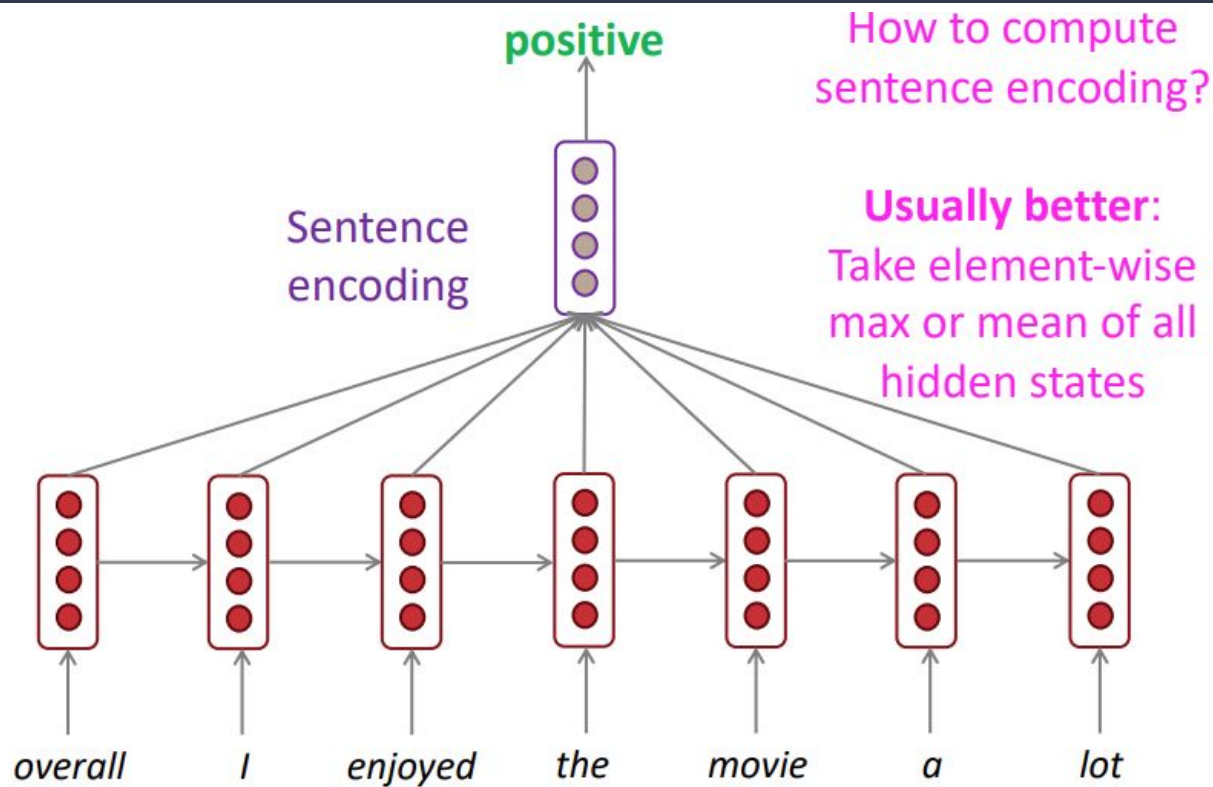 positive
How to compute
sentence encoding?
Sentence
encoding
Usually better:
Take element-wise
max or mean of all
hidden states
overall I enjoyed the movie a lot